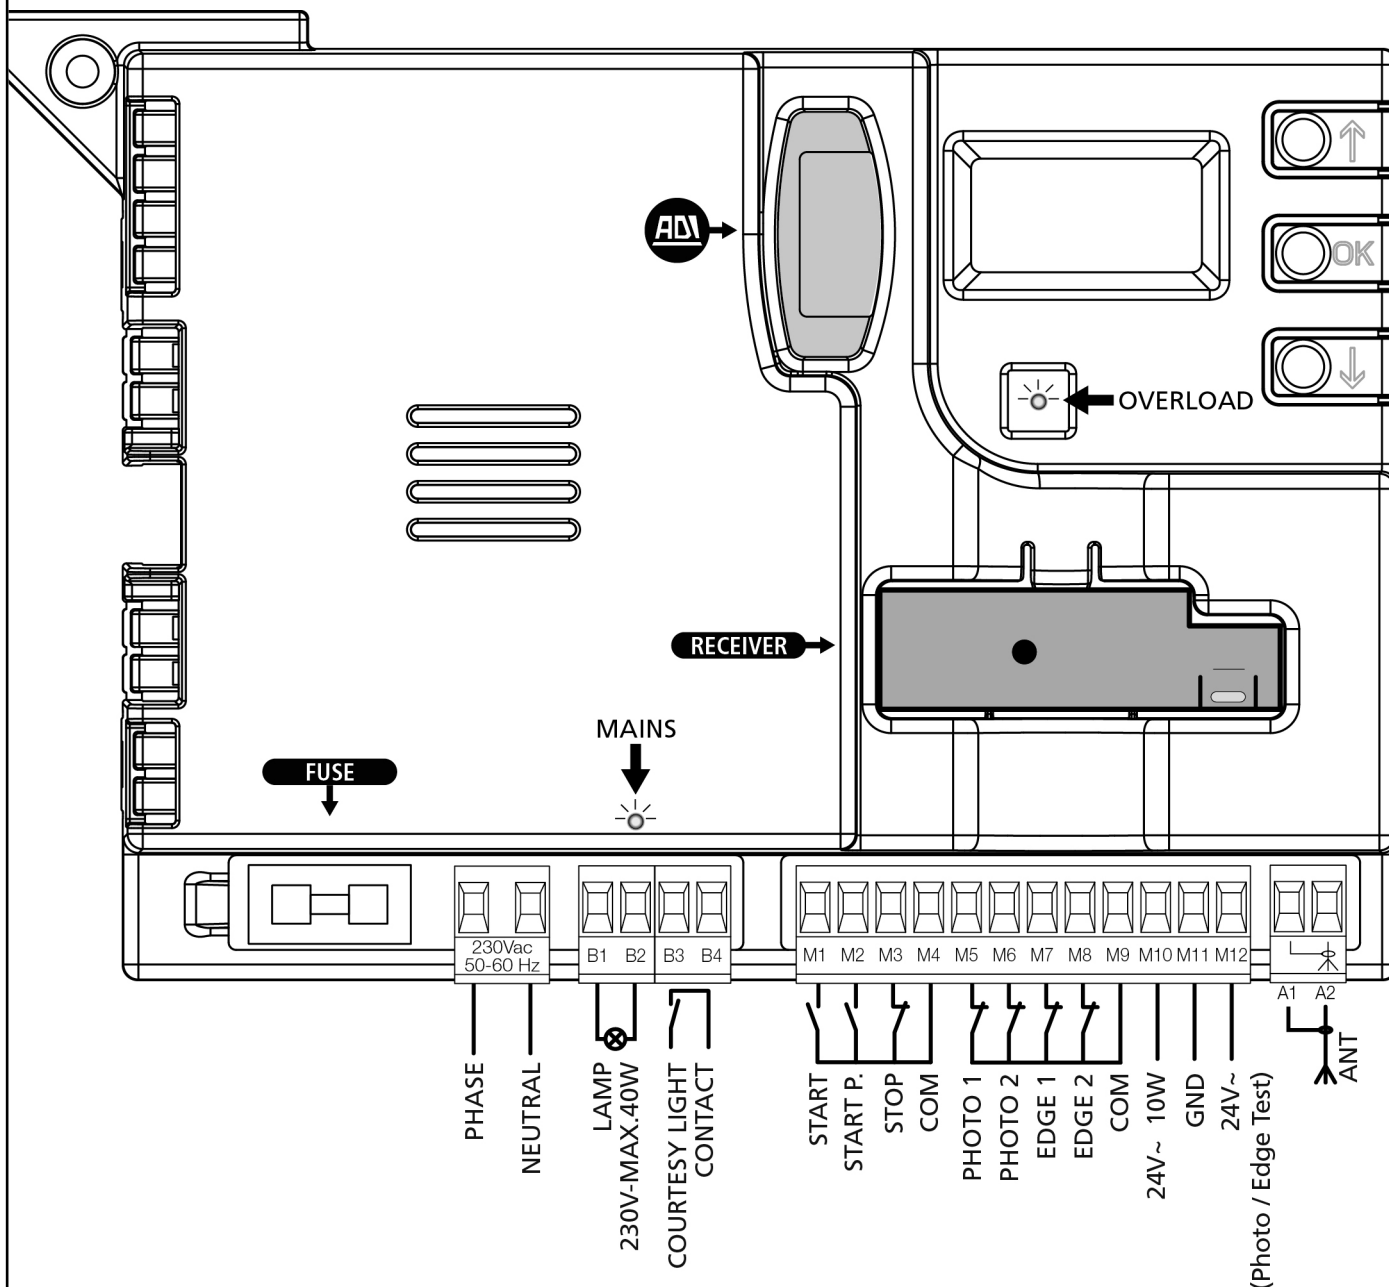 ADI
OK
OVERLOAD
RECEIVER
MAINS
FUSE
230Vac
50-60 Hz
B1 B2 B3 B4
M1 M2 M3 M4 M5 M6 M7 M8 M9 M10 M11 M12
A1 A2
PHASE
NEUTRAL
LAMP
230V-MAX.40W
COURTESY LIGHT
CONTACT
START
START P.
STOP
COM
PHOTO 1
PHOTO 2
EDGE 1
EDGE 2
COM
24V~ 10W
GND
24V~
(Photo / Edge Test)
ANT